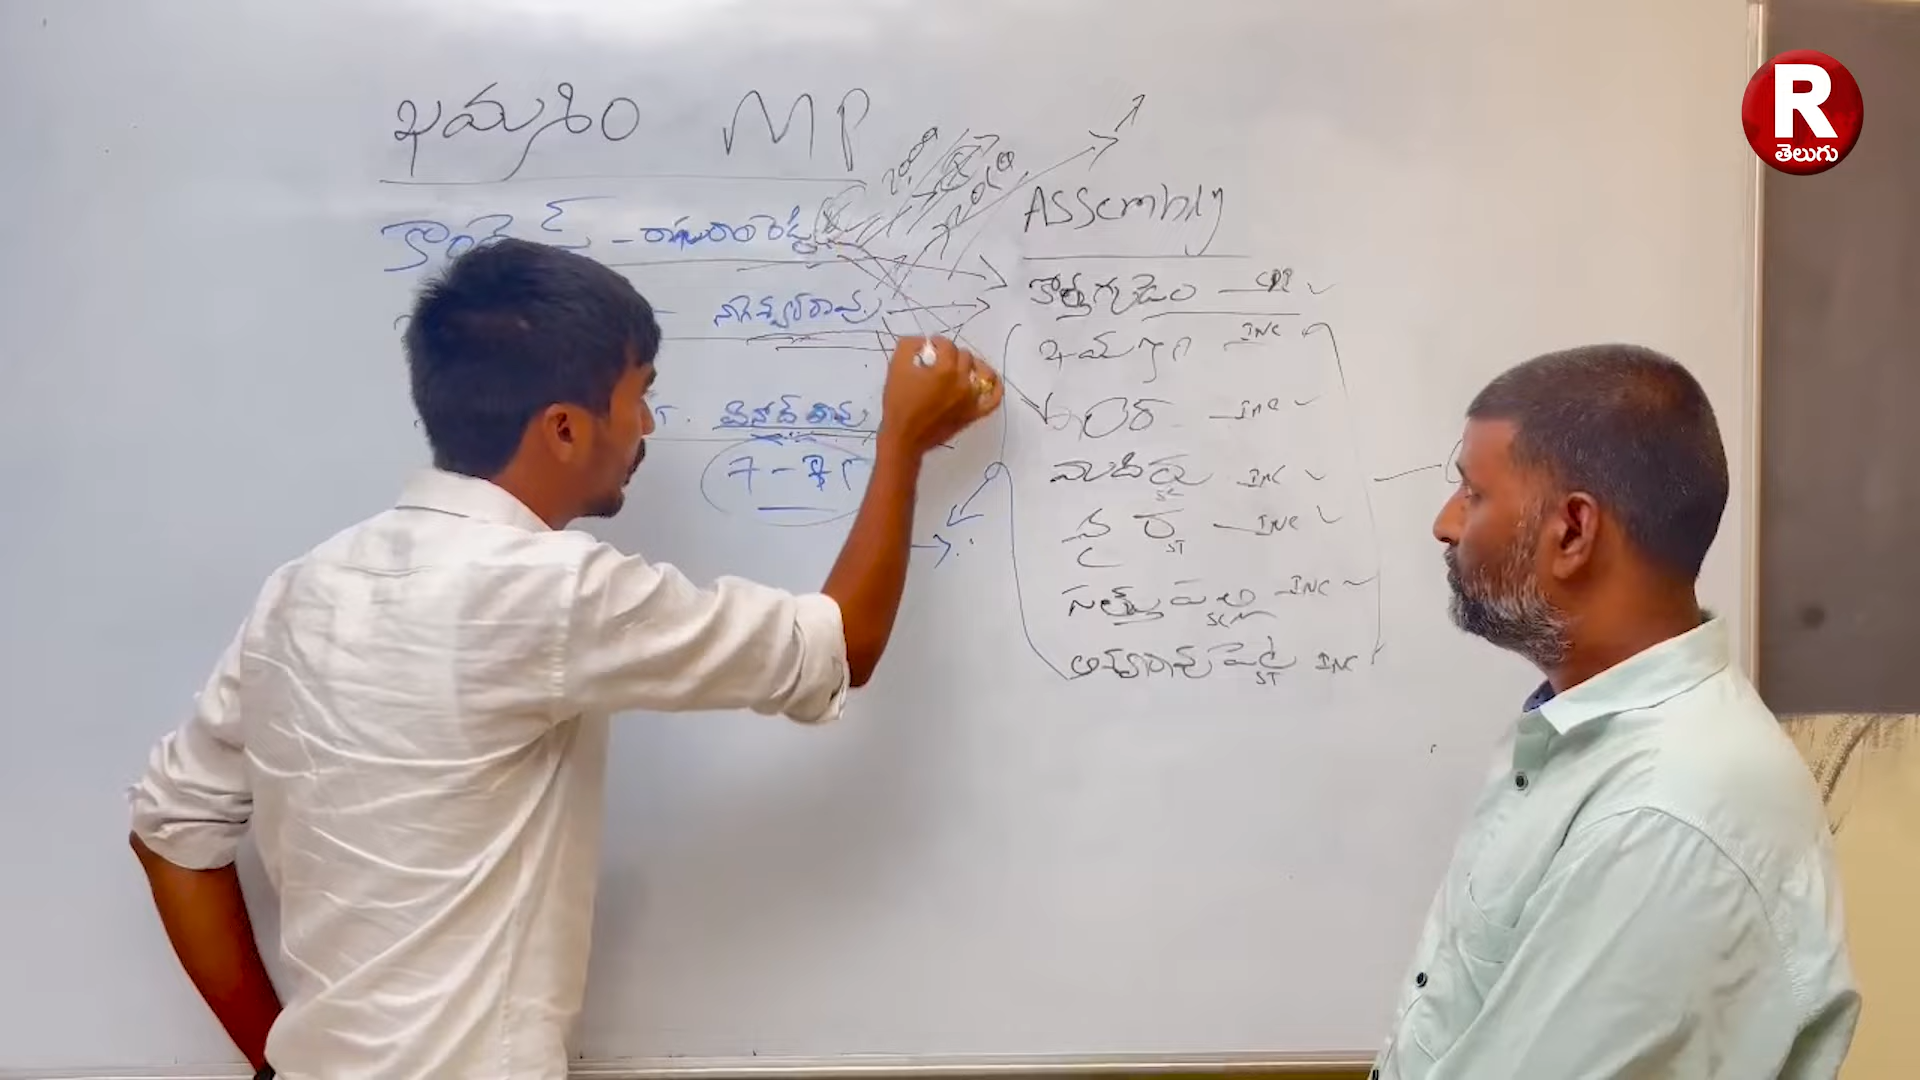 ఖమ్మం MP
కాంగ్రెస్ - రఘురాంరెడ్డి
నాగేశ్వరరావు
వినోద్ రావు
Assembly
కొత్తగూడెం - CPI
ఖమ్మం INC
పాలేరు - INC
మధిర SC INC
వైరా ST - INC
సత్తుపల్లి SC - INC
అశ్వారావుపేట ST INC
R
తెలుగు